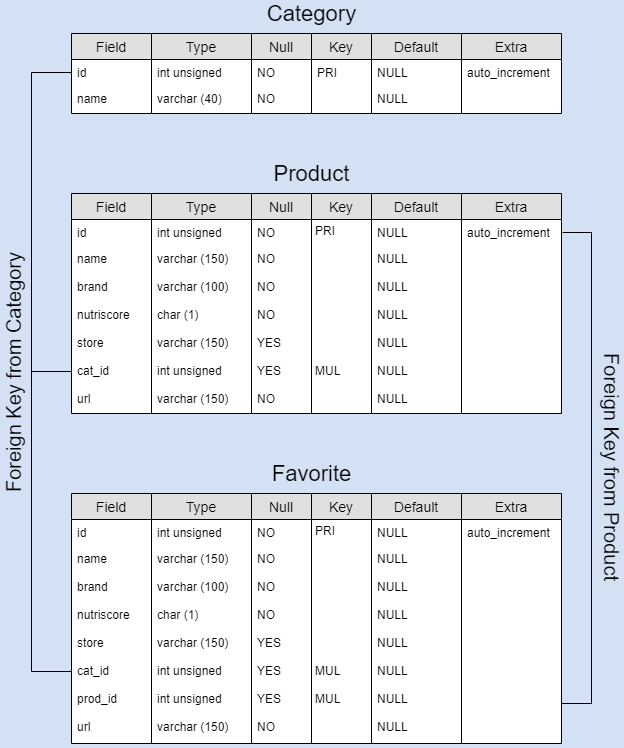 Category
Field Type Null Key Default Extra
id int unsigned NO PRI NULL auto_increment
name varchar (40) NO NULL
Product
Field Type Null Key Default Extra
id int unsigned NO PRI NULL auto_increment
name varchar (150) NO NULL
brand varchar (100) NO NULL
nutriscore char (1) NO NULL
store varchar (150) YES NULL
cat_id int unsigned YES MUL NULL
url varchar (150) NO NULL
Favorite
Field Type Null Key Default Extra
id int unsigned NO PRI NULL auto_increment
name varchar (150) NO NULL
brand varchar (100) NO NULL
nutriscore char (1) NO NULL
store varchar (150) YES NULL
cat_id int unsigned YES MUL NULL
prod_id int unsigned YES MUL NULL
url varchar (150) NO NULL
Foreign Key from Category
Foreign Key from Product